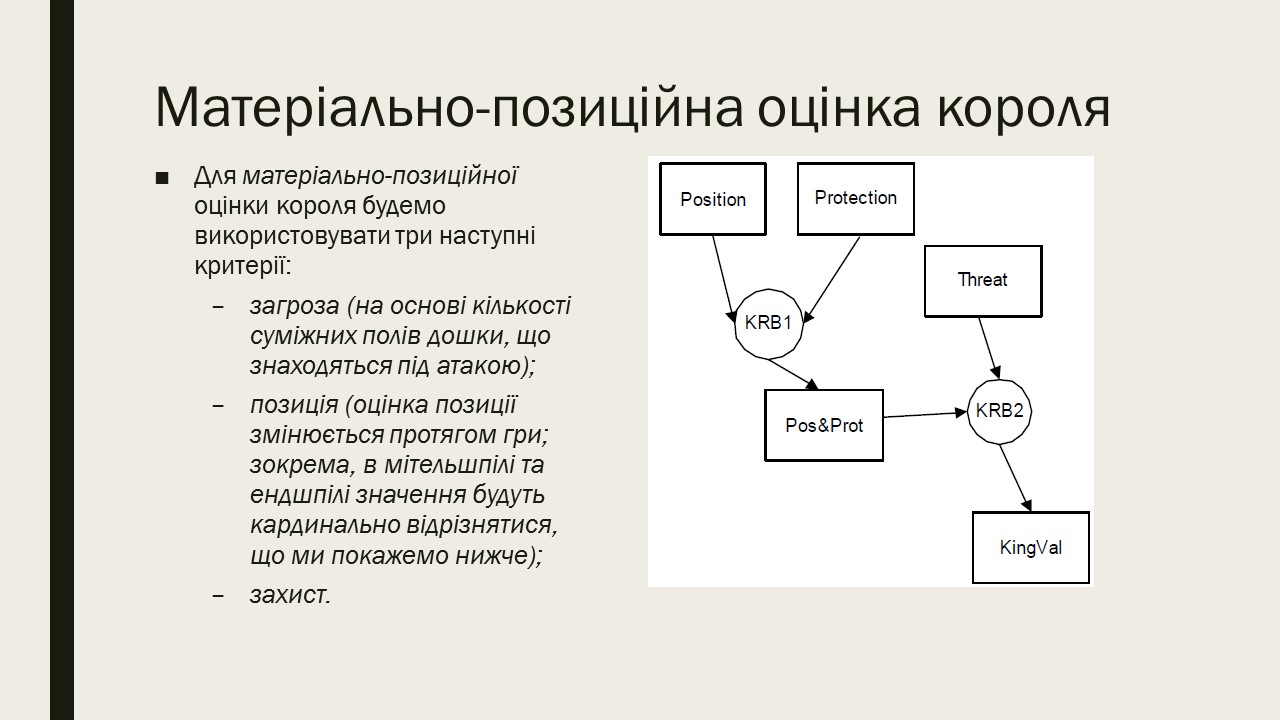 Матеріально-позиційна оцінка короля
■ Для матеріально-позиційної
оцінки короля будемо
використовувати три наступні
критерії:
– загроза (на основі кількості
суміжних полів дошки, що
знаходяться під атакою);
– позиція (оцінка позиції
змінюється протягом гри;
зокрема, в мітельшпілі та
ендшпілі значення будуть
кардинально відрізнятися,
що ми покажемо нижче);
– захист.
Position
Protection
Threat
KRB1
KRB2
Pos&Prot
KingVal